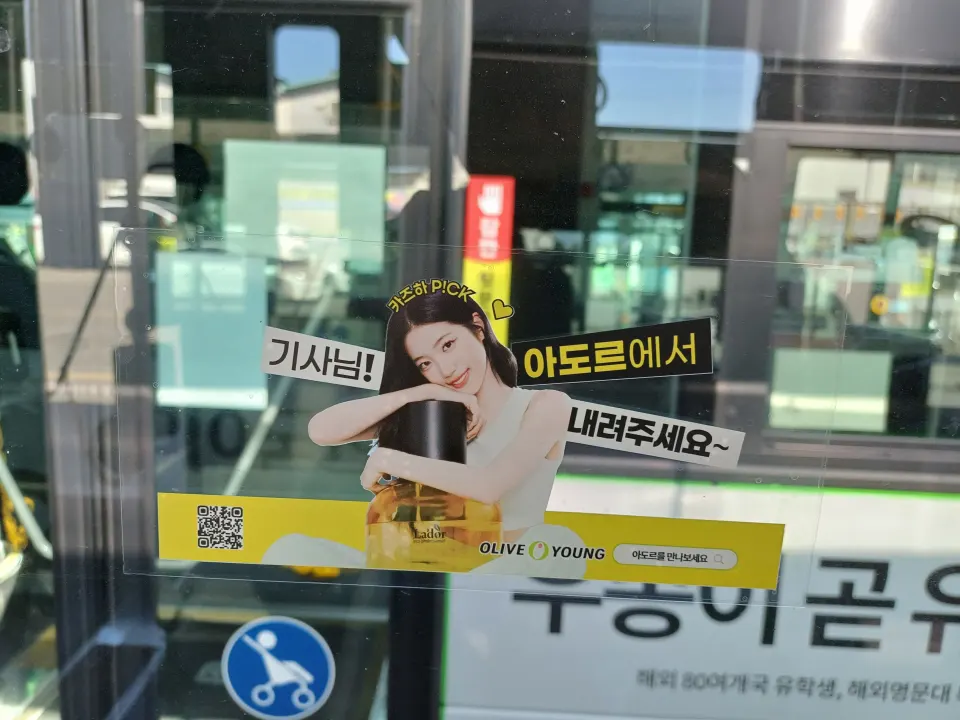 카즈하 P!CK
기사님!
아도르에서
내려주세요~
Lador
OLIVE YOUNG
아도르를 만나보세요
우송이 곧 우
해외 80여개국 유학생, 해외명문대